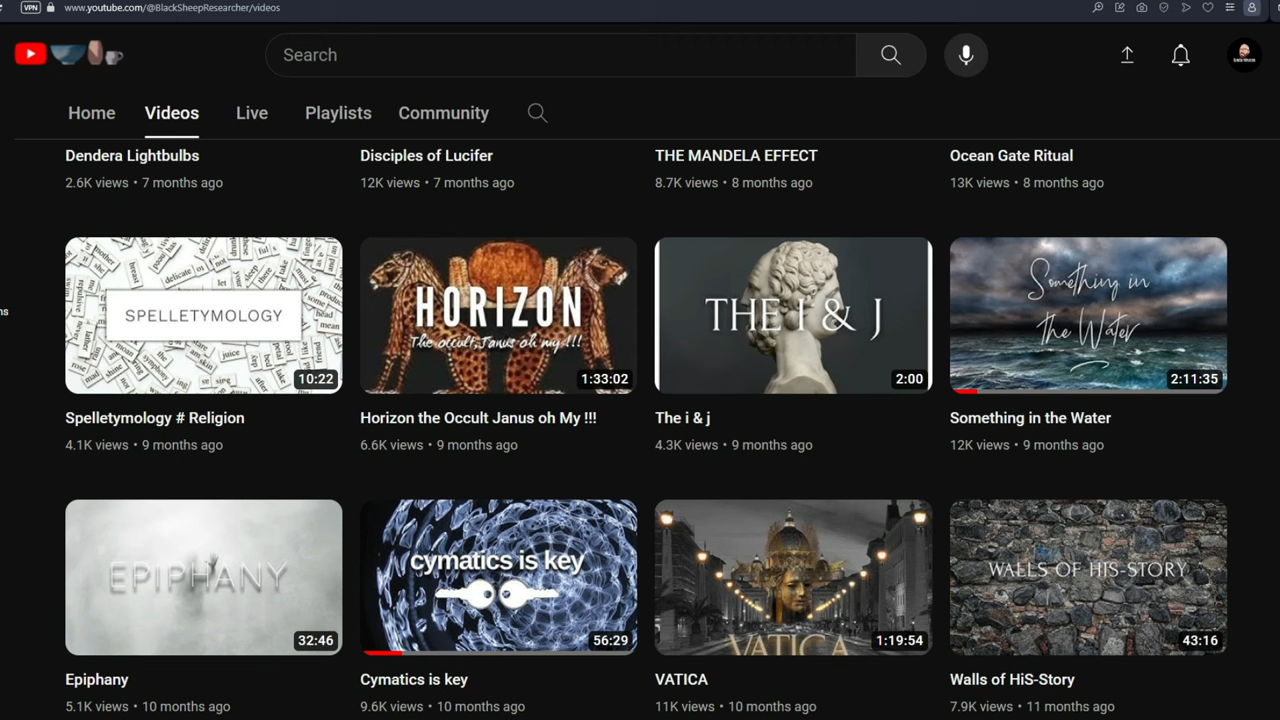 VPN www.youtube.com/@BlackSheepResearcher/videos
Search
Home Videos Live Playlists Community
Dendera Lightbulbs Disciples of Lucifer THE MANDELA EFFECT Ocean Gate Ritual
2.6K views • 7 months ago 12K views • 7 months ago 8.7K views • 8 months ago 13K views • 8 months ago
SPELLETYMOLOGY
delicate
juice
10:22
HORIZON
The occult Janus oh my !!!
1:33:02
THE I & J
2:00
Something in
the Water
2:11:35
Spelletymology # Religion Horizon the Occult Janus oh My !!! The i & j Something in the Water
4.1K views • 9 months ago 6.6K views • 9 months ago 4.3K views • 9 months ago 12K views • 9 months ago
EPIPHANY
32:46
cymatics is key
56:29
VATICA
1:19:54
WALLS OF HIS-STORY
43:16
Epiphany Cymatics is key VATICA Walls of HiS-Story
5.1K views • 10 months ago 9.6K views • 10 months ago 11K views • 10 months ago 7.9K views • 11 months ago